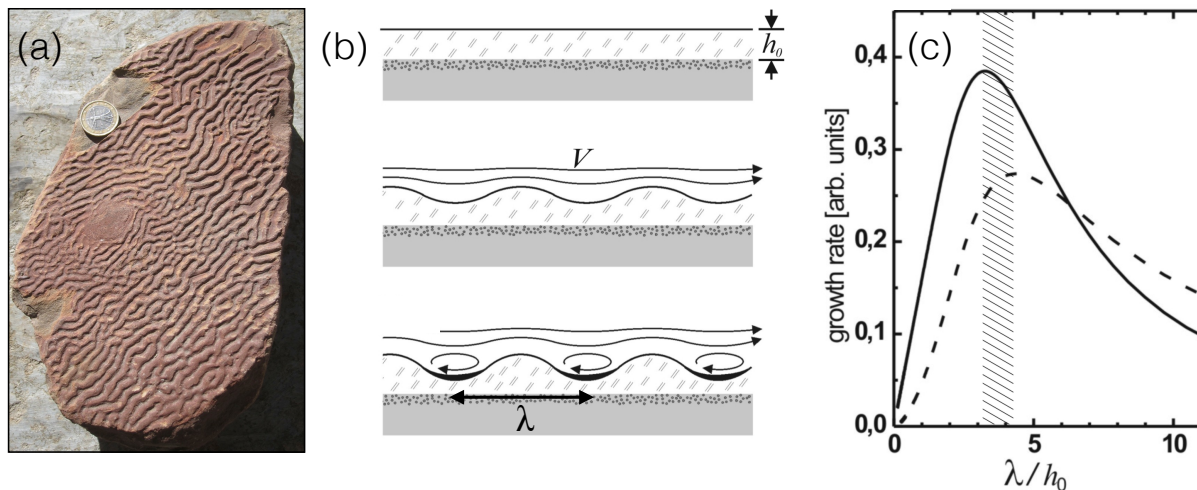 (a)
(b)
h₀
V
λ
(c)
growth rate [arb. units]
0,4
0,3
0,2
0,1
0,0
0
5
10
λ/h₀